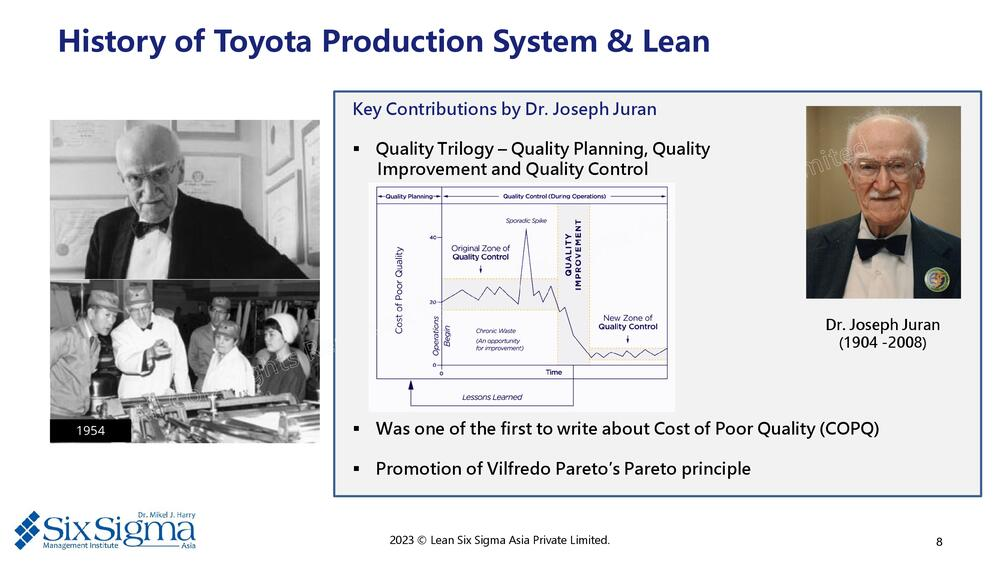 History of Toyota Production System & Lean
1954
Key Contributions by Dr. Joseph Juran
▪ Quality Trilogy – Quality Planning, Quality
Improvement and Quality Control
Quality Planning
Quality Control (During Operations)
Sporadic Spike
40
Original Zone of
Quality Control
QUALITY
IMPROVEMENT
Cost of Poor Quality
20
New Zone of
Quality Control
Operations
Begin
Chronic Waste
(An opportunity
for improvement)
0
0
Time
Lessons Learned
▪ Was one of the first to write about Cost of Poor Quality (COPQ)
▪ Promotion of Vilfredo Pareto's Pareto principle
Dr. Joseph Juran
(1904 -2008)
Dr. Mikel J. Harry
SixSigma
Management Institute Asia
2023 © Lean Six Sigma Asia Private Limited.
8